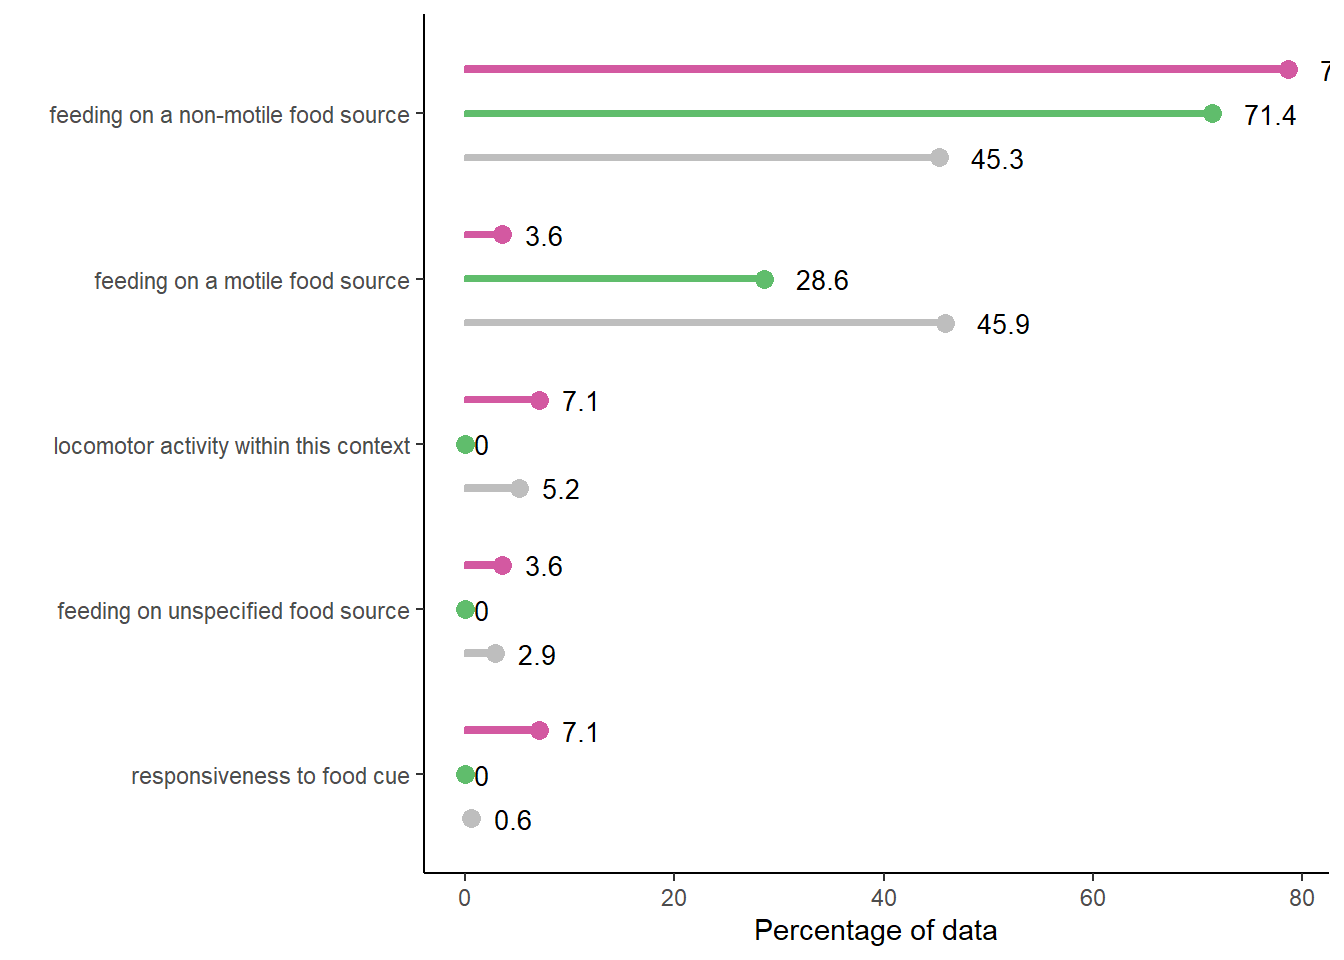 feeding on a non-motile food source
71.4
45.3
3.6
feeding on a motile food source
28.6
45.9
7.1
locomotor activity within this context
0
5.2
3.6
feeding on unspecified food source
0
2.9
7.1
responsiveness to food cue
0
0.6
0 20 40 60 80
Percentage of data